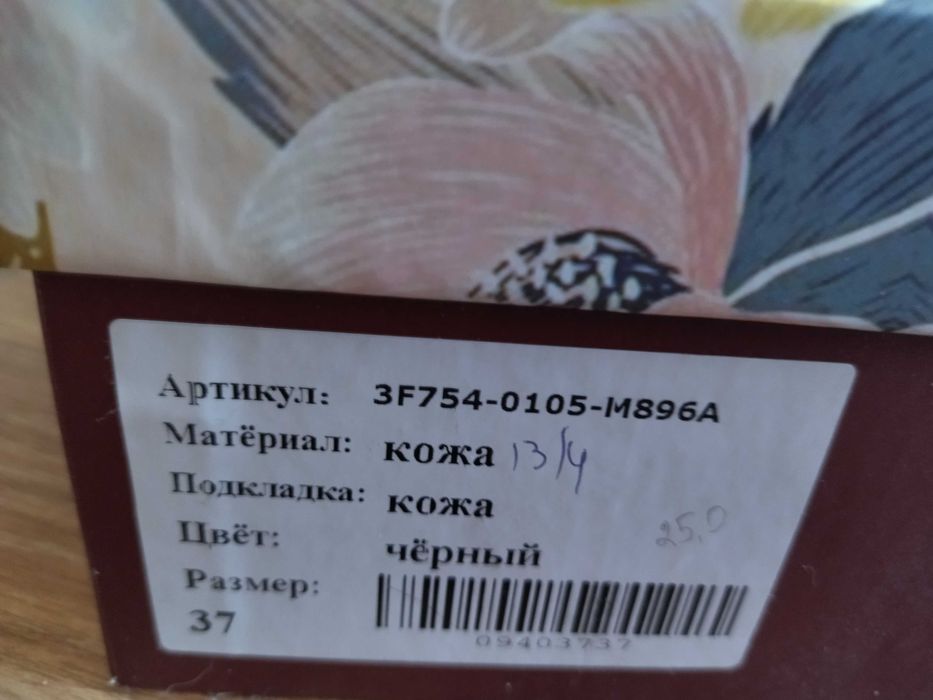 Артикул: 3F754-0105-M896A
Матёриал: кожа 13/4
Подкладка: кожа
25,0
Цвёт: чёрный
Размер:
37
09403737